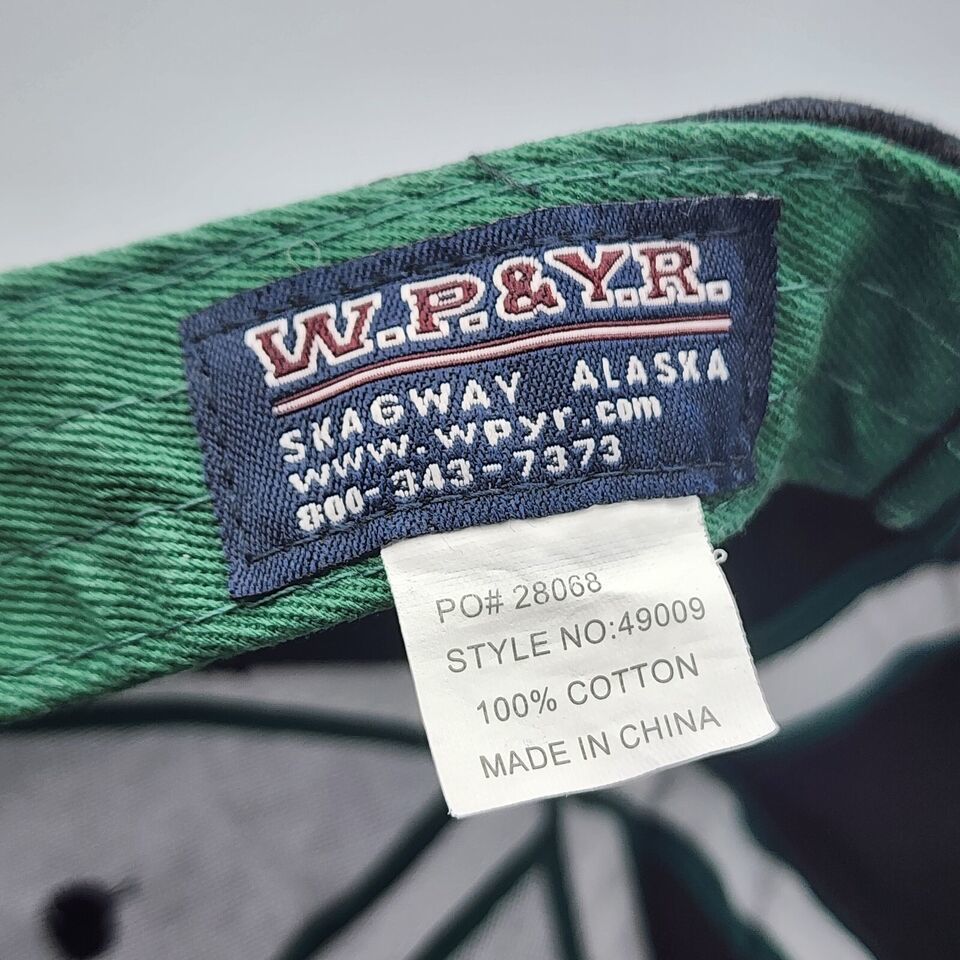 W.P.&Y.R.
SKAGWAY ALASKA
www.wpyr.com
800-343-7373
PO# 28068
STYLE NO:49009
100% COTTON
MADE IN CHINA